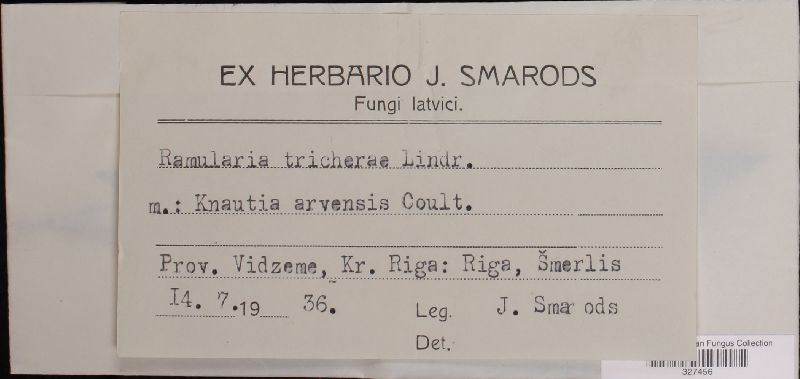 EX HERBARIO J. SMARODS
Fungi latvici.
Ramularia tricherae Lindr.
m.: Knautia arvensis Coult.
Prov. Vidzeme, Kr. Riga: Riga, Šmerlis
I4. 7.19 36.
Leg. J. Smarods
Det.
an Fungus Collection
327456